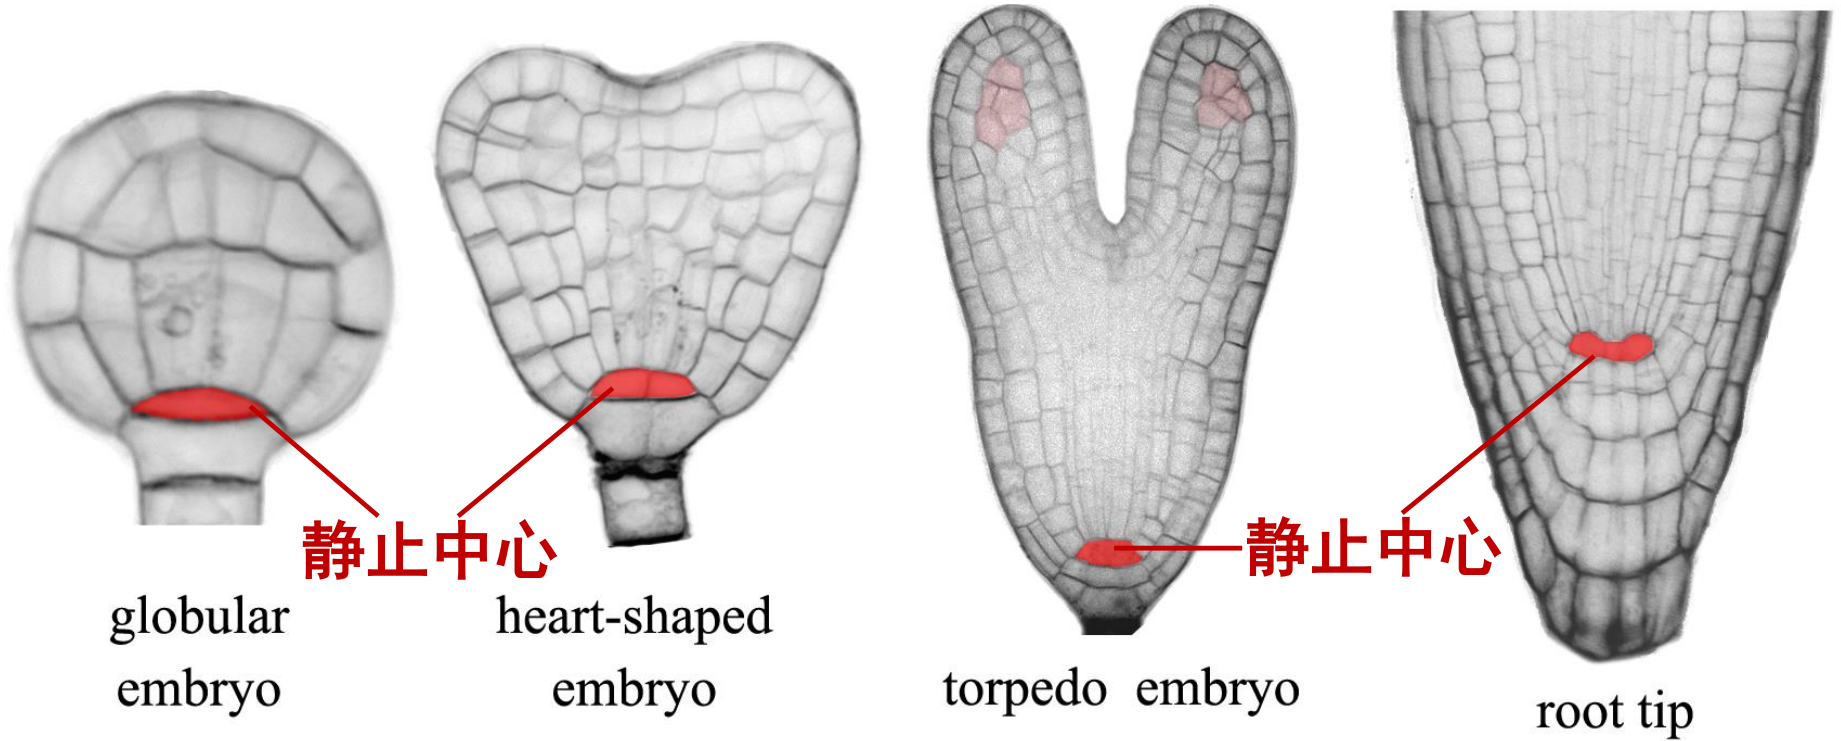 静止中心
静止中心
globular
embryo
heart-shaped
embryo
torpedo embryo
root tip